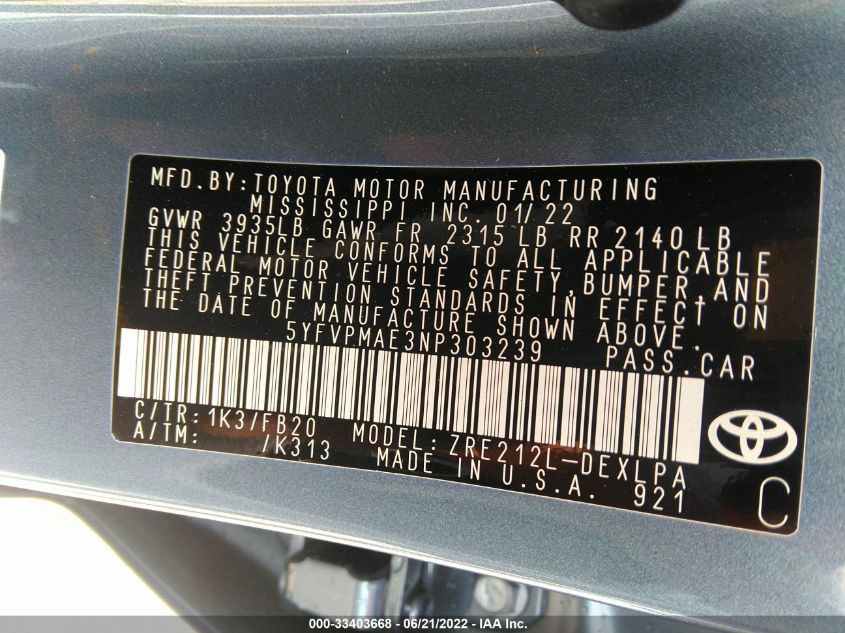 MFD.BY:TOYOTA MOTOR MANUFACTURING
MISSISSIPPI INC. 01/22
GVWR 3935LB GAWR FR 2315 LB RR 2140 LB
THIS VEHICLE CONFORMS TO ALL APPLICABLE
FEDERAL MOTOR VEHICLE SAFETY, BUMPER, AND
THEFT PREVENTION STANDARDS IN EFFECT ON
THE DATE OF MANUFACTURE SHOWN ABOVE.
5YFVPMAE3NP303239 PASS.CAR
C/TR: 1K3/FB20 MODEL: ZRE212L-DEXLPA
A/TM: /K313 MADE IN U.S.A. 921
C
000-33403668 - 06/21/2022 - IAA Inc.